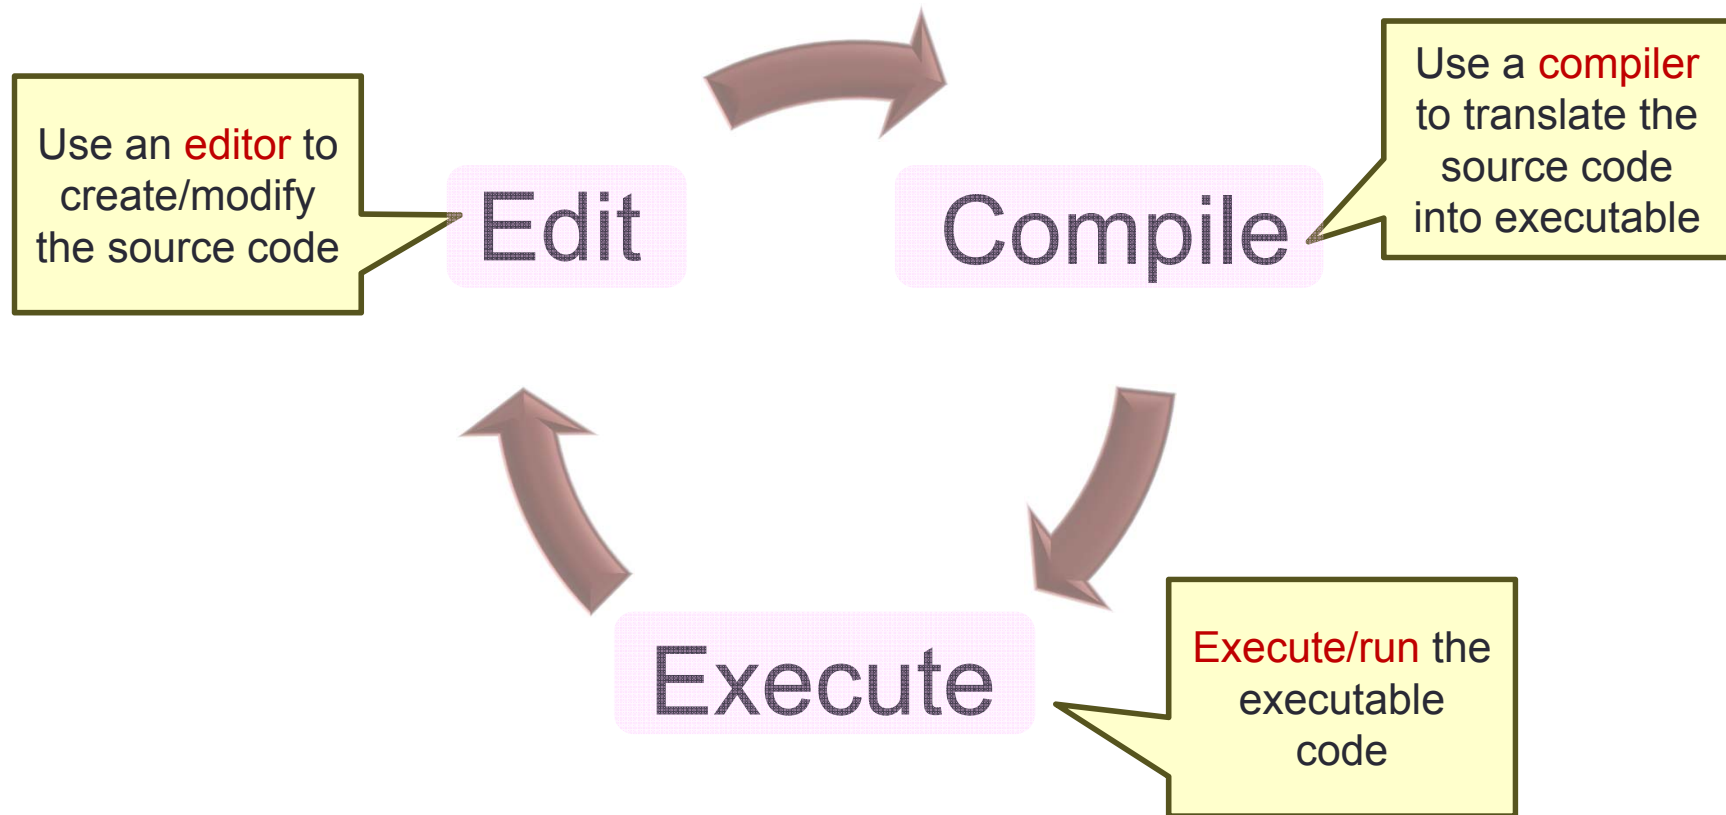 Use an editor to
create/modify
the source code
Edit
Compile
Use a compiler
to translate the
source code
into executable
Execute
Execute/run the
executable
code